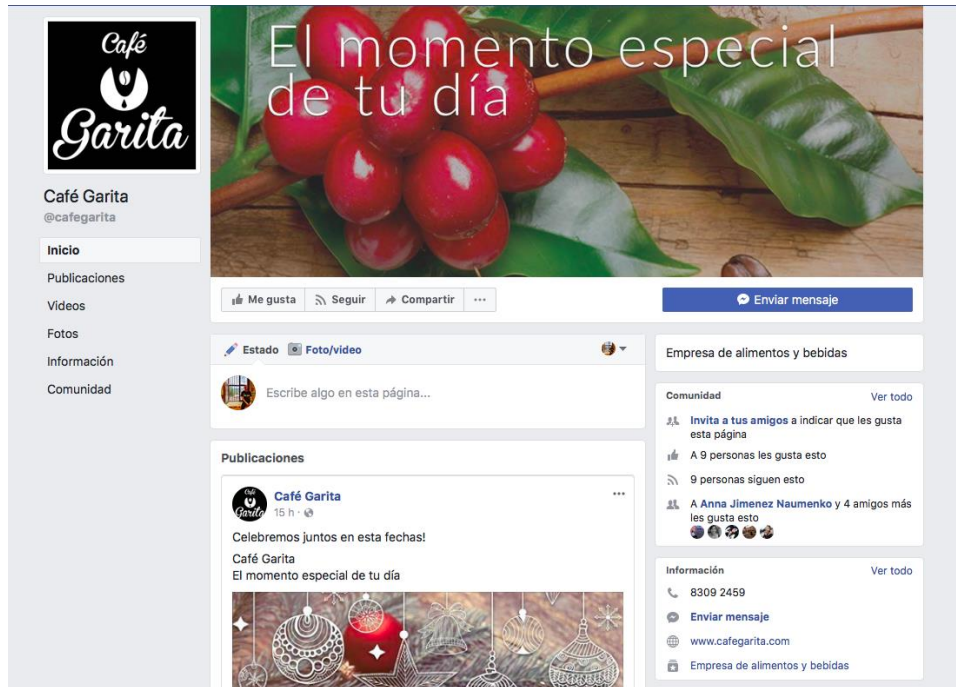 Café
Garita
El momento especial
de tu día
Café Garita
@cafegarita
Inicio
Publicaciones
Videos
Fotos
Información
Comunidad
Me gusta
Seguir
Compartir
...
Enviar mensaje
Estado
Foto/video
Escribe algo en esta página...
Publicaciones
Café
Garita
Café Garita
15 h ·
...
Celebremos juntos en esta fechas!
Café Garita
El momento especial de tu día
Empresa de alimentos y bebidas
Comunidad
Ver todo
Invita a tus amigos a indicar que les gusta
esta página
A 9 personas les gusta esto
9 personas siguen esto
A Anna Jimenez Naumenko y 4 amigos más
les gusta esto
Información
Ver todo
8309 2459
Enviar mensaje
www.cafegarita.com
Empresa de alimentos y bebidas